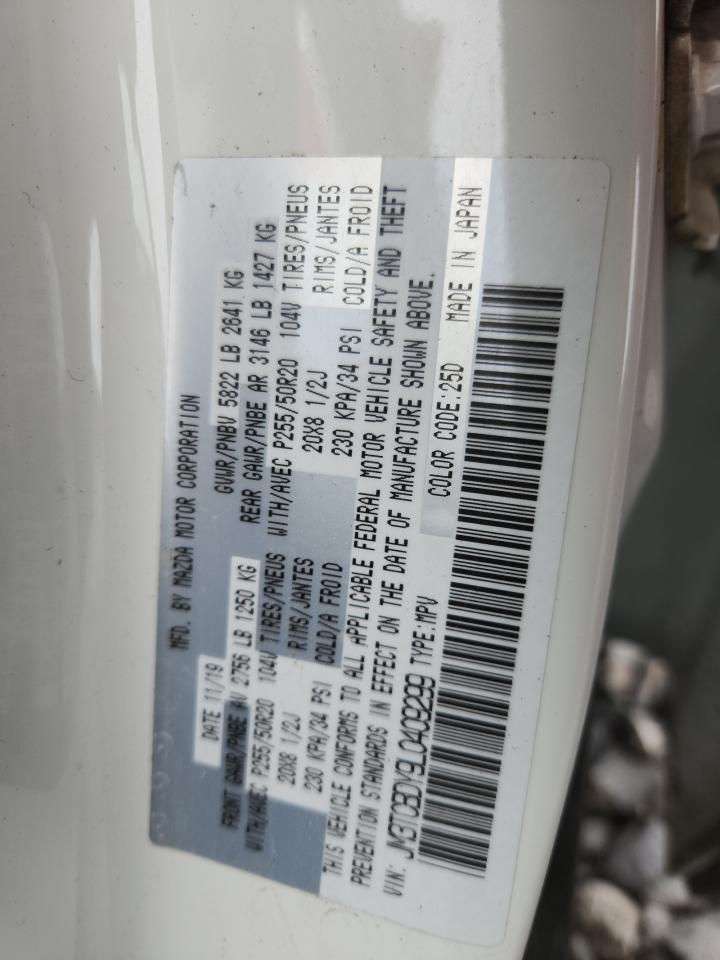 MFD. BY MAZDA MOTOR CORPORATION
DATE 11/19 GVWR/PNBV 5822 LB 2641 KG
FRONT GAWR/PNBE AV 2756 LB 1250 KG REAR GAWR/PNBE AR 3146 LB 1427 KG
WITH/AVEC P255/50R20 104V TIRES/PNEUS WITH/AVEC P255/50R20 104V TIRES/PNEUS
20X8 1/2J RIMS/JANTES 20X8 1/2J RIMS/JANTES
230 KPA/34 PSI COLD/A FROID 230 KPA/34 PSI COLD/A FROID
THIS VEHICLE CONFORMS TO ALL APPLICABLE FEDERAL MOTOR VEHICLE SAFETY AND THEFT
PREVENTION STANDARDS IN EFFECT ON THE DATE OF MANUFACTURE SHOWN ABOVE.
VIN: JM3TCBDY9L0409299 TYPE:MPV COLOR CODE:25D MADE IN JAPAN